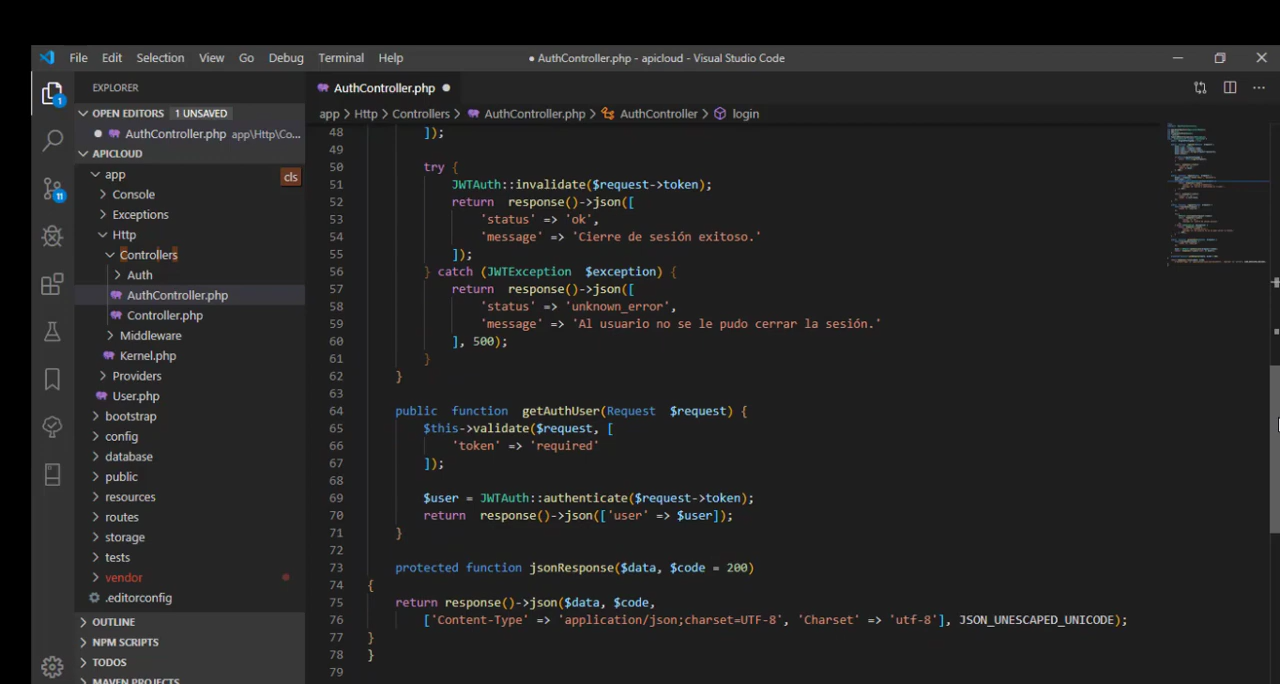 File Edit Selection View Go Debug Terminal Help
● AuthController.php - apicloud - Visual Studio Code
EXPLORER
OPEN EDITORS 1 UNSAVED
AuthController.php app\Http\Co...
APICLOUD
app
cls
Console
Exceptions
Http
Controllers
Auth
AuthController.php
Controller.php
Middleware
Kernel.php
Providers
User.php
bootstrap
config
database
public
resources
routes
storage
tests
vendor
.editorconfig
OUTLINE
NPM SCRIPTS
TODOS
MAVEN PROJECTS
1
11
AuthController.php
app > Http > Controllers > AuthController.php > AuthController > login
48 ]);
49
50 try {
51 JWTAuth::invalidate($request->token);
52 return response()->json([
53 'status' => 'ok',
54 'message' => 'Cierre de sesión exitoso.'
55 ]);
56 } catch (JWTException $exception) {
57 return response()->json([
58 'status' => 'unknown_error',
59 'message' => 'Al usuario no se le pudo cerrar la sesión.'
60 ], 500);
61 }
62 }
63
64 public function getAuthUser(Request $request) {
65 $this->validate($request, [
66 'token' => 'required'
67 ]);
68
69 $user = JWTAuth::authenticate($request->token);
70 return response()->json(['user' => $user]);
71 }
72
73 protected function jsonResponse($data, $code = 200)
74 {
75 return response()->json($data, $code,
76 ['Content-Type' => 'application/json;charset=UTF-8', 'Charset' => 'utf-8'], JSON_UNESCAPED_UNICODE);
77 }
78 }
79